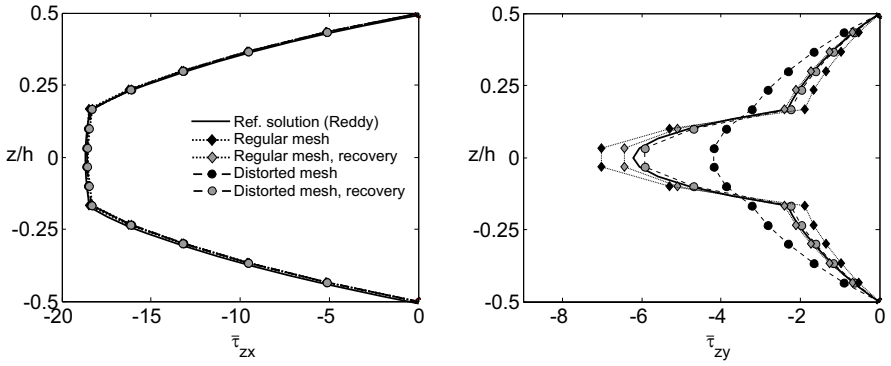 0.5
0.25
z/h 0
-0.25
-0.5
-20 -15 -10 -5 0
τ̅zx
Ref. solution (Reddy)
Regular mesh
Regular mesh, recovery
Distorted mesh
Distorted mesh, recovery
0.5
0.25
z/h 0
-0.25
-0.5
-8 -6 -4 -2 0
τ̅zy